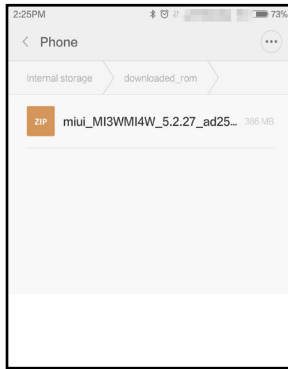 2:25PM 73%
Phone
Internal storage downloaded_rom
ZIP miui_MI3WMI4W_5.2.27_ad25... 386 MB